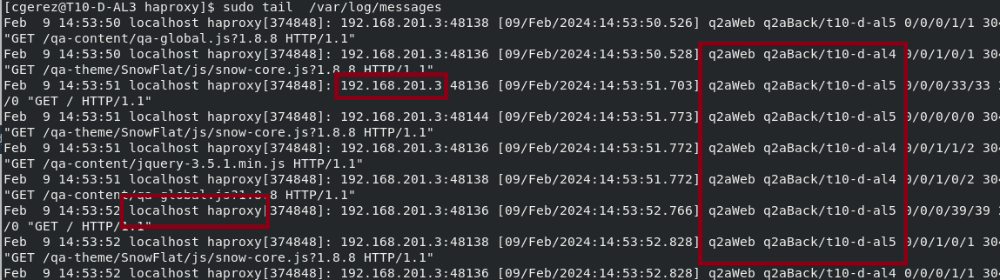 [cgerez@T10-D-AL3 haproxy]$ sudo tail  /var/log/messages
Feb  9 14:53:50 localhost haproxy[374848]: 192.168.201.3:48138 [09/Feb/2024:14:53:50.526] q2aWeb q2aBack/t10-d-al5 0/0/0/1/1 304
"GET /qa-content/qa-global.js?1.8.8 HTTP/1.1"
Feb  9 14:53:50 localhost haproxy[374848]: 192.168.201.3:48136 [09/Feb/2024:14:53:50.528] q2aWeb q2aBack/t10-d-al4 0/0/1/0/1 304
"GET /qa-theme/SnowFlat/js/snow-core.js?1.8.8 HTTP/1.1"
Feb  9 14:53:51 localhost haproxy[374848]: 192.168.201.3:48136 [09/Feb/2024:14:53:51.703] q2aWeb q2aBack/t10-d-al5 0/0/0/33/33
/0 "GET / HTTP/1.1"
Feb  9 14:53:51 localhost haproxy[374848]: 192.168.201.3:48144 [09/Feb/2024:14:53:51.773] q2aWeb q2aBack/t10-d-al5 0/0/0/0/0 304
"GET /qa-theme/SnowFlat/js/snow-core.js?1.8.8 HTTP/1.1"
Feb  9 14:53:51 localhost haproxy[374848]: 192.168.201.3:48136 [09/Feb/2024:14:53:51.772] q2aWeb q2aBack/t10-d-al4 0/0/1/1/2 304
"GET /qa-content/jquery-3.5.1.min.js HTTP/1.1"
Feb  9 14:53:51 localhost haproxy[374848]: 192.168.201.3:48138 [09/Feb/2024:14:53:51.772] q2aWeb q2aBack/t10-d-al4 0/0/1/0/2 304
"GET /qa-content/qa-global.js?1.8.8 HTTP/1.1"
Feb  9 14:53:52 localhost haproxy[374848]: 192.168.201.3:48136 [09/Feb/2024:14:53:52.766] q2aWeb q2aBack/t10-d-al5 0/0/0/39/39
/0 "GET / HTTP/1.1"
Feb  9 14:53:52 localhost haproxy[374848]: 192.168.201.3:48136 [09/Feb/2024:14:53:52.828] q2aWeb q2aBack/t10-d-al5 0/0/1/0/1 304
"GET /qa-theme/SnowFlat/js/snow-core.js?1.8.8 HTTP/1.1"
Feb  9 14:53:52 localhost haproxy[374848]: 192.168.201.3:48138 [09/Feb/2024:14:53:52.828] q2aWeb q2aBack/t10-d-al4 0/0/0/1/1 304